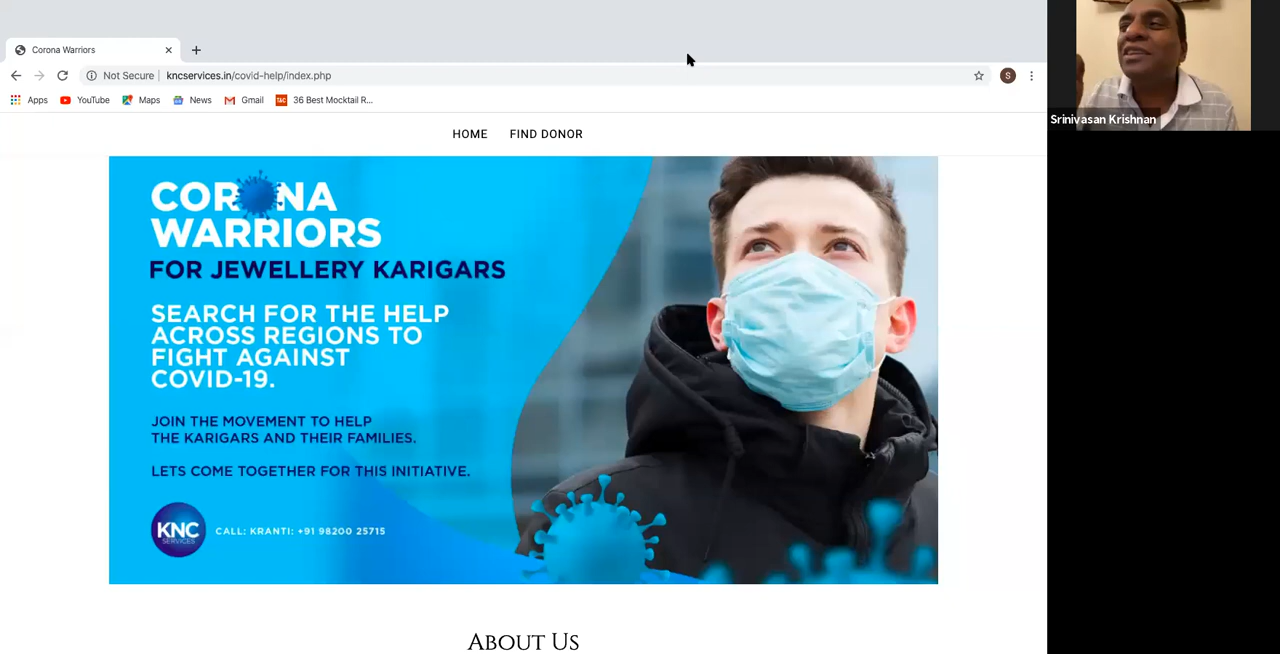 Corona Warriors
Not Secure
kncservices.in/covid-help/index.php
S
Apps
YouTube
Maps
News
Gmail
TAC
36 Best Mocktail R...
HOME
FIND DONOR
CORONA
WARRIORS
FOR JEWELLERY KARIGARS
SEARCH FOR THE HELP
ACROSS REGIONS TO
FIGHT AGAINST
COVID-19.
JOIN THE MOVEMENT TO HELP
THE KARIGARS AND THEIR FAMILIES.
LETS COME TOGETHER FOR THIS INITIATIVE.
KNC
SERVICES
CALL: KRANTI: +91 98200 25715
ABOUT US
Srinivasan Krishnan